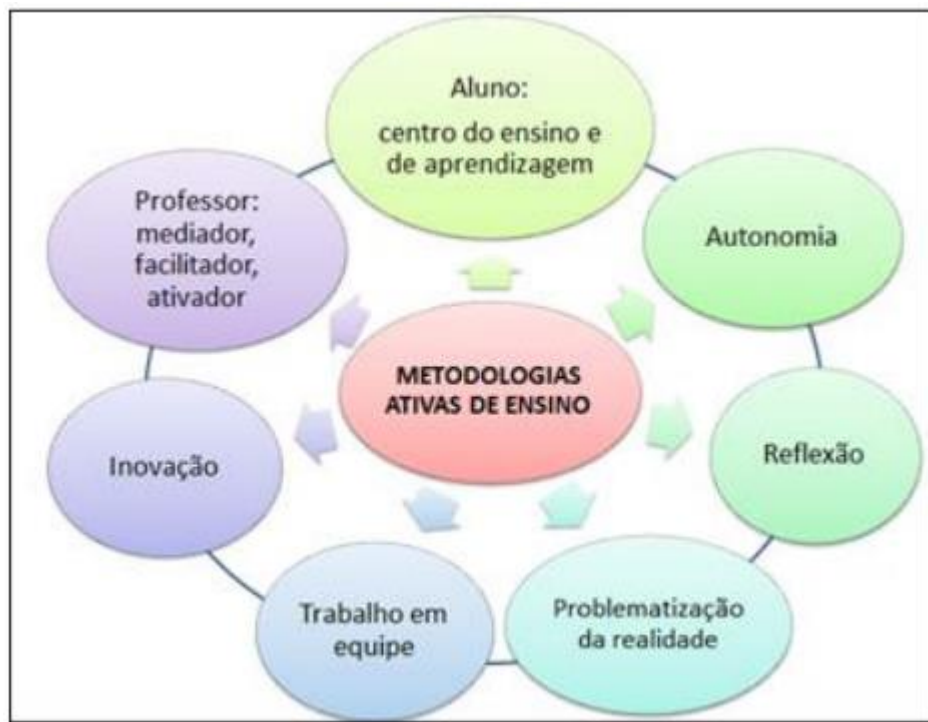 Aluno:
centro do ensino e
de aprendizagem
Autonomia
Reflexão
Problematização
da realidade
Trabalho em
equipe
Inovação
Professor:
mediador,
facilitador,
ativador
METODOLOGIAS
ATIVAS DE ENSINO